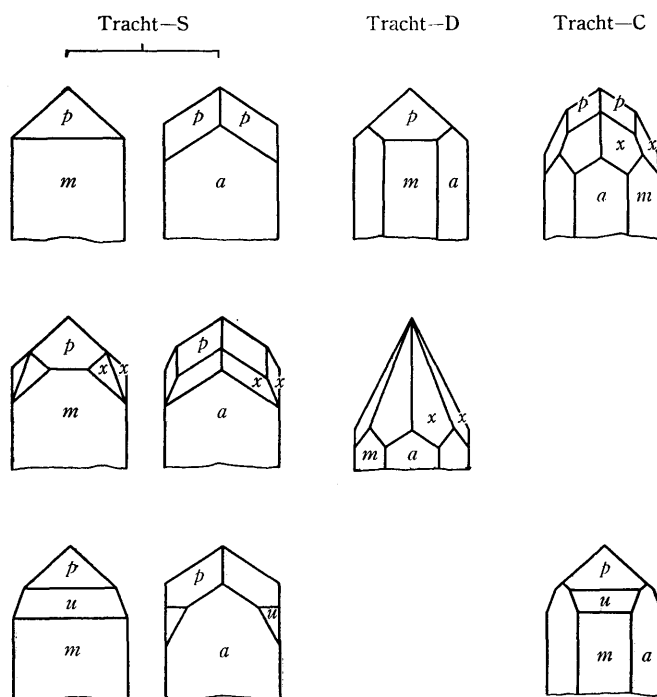 Tracht—S Tracht—D Tracht—C
p p p p p p
x x
m a m a a m
p p
x x x x x x
m a m a
p p p
u u u
m a m a